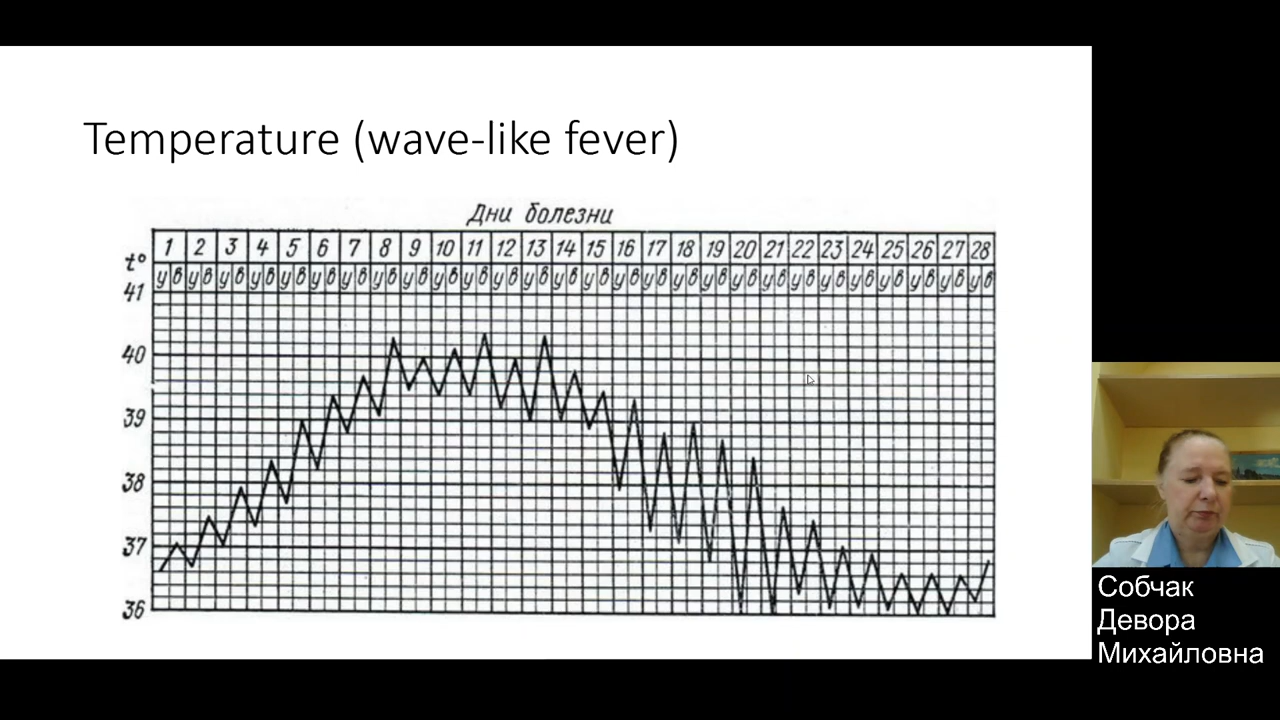 Temperature (wave-like fever)
Дни болезни
t° 1 2 3 4 5 6 7 8 9 10 11 12 13 14 15 16 17 18 19 20 21 22 23 24 25 26 27 28
у в у в у в у в у в у в у в у в у в у в у в у в у в у в у в у в у в у в у в у в у в у в у в у в у в у в у в у в
41
40
39
38
37
36
Собчак
Девора
Михайловна